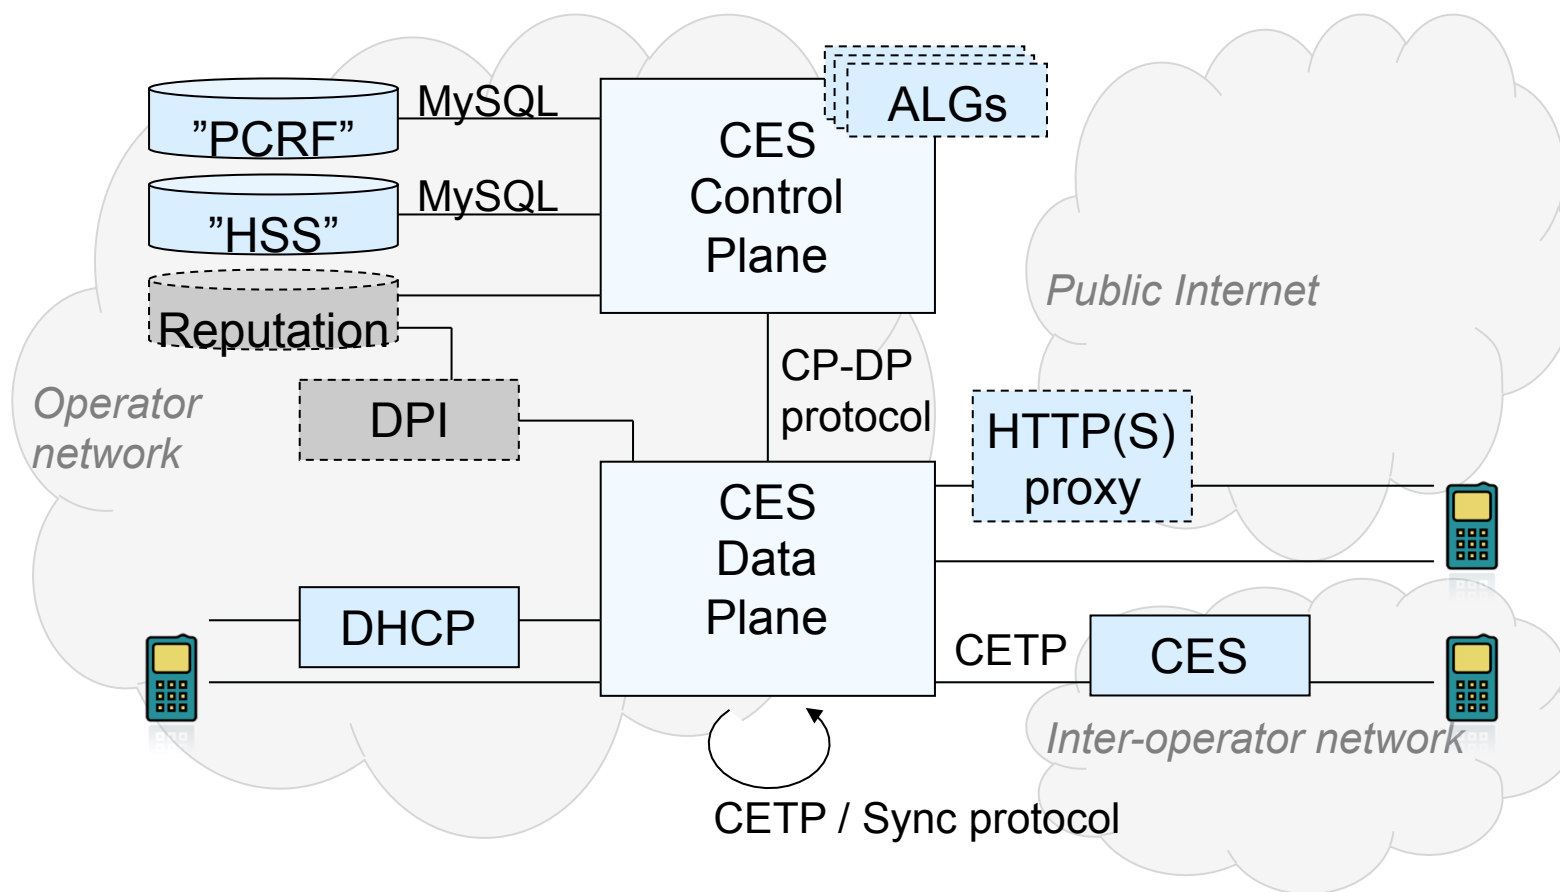 ”PCRF”
MySQL
CES
Control
Plane
ALGs
”HSS”
MySQL
Reputation
Public Internet
Operator
network
DPI
CP-DP
protocol
HTTP(S)
proxy
CES
Data
Plane
DHCP
CETP
CES
Inter-operator network
CETP / Sync protocol